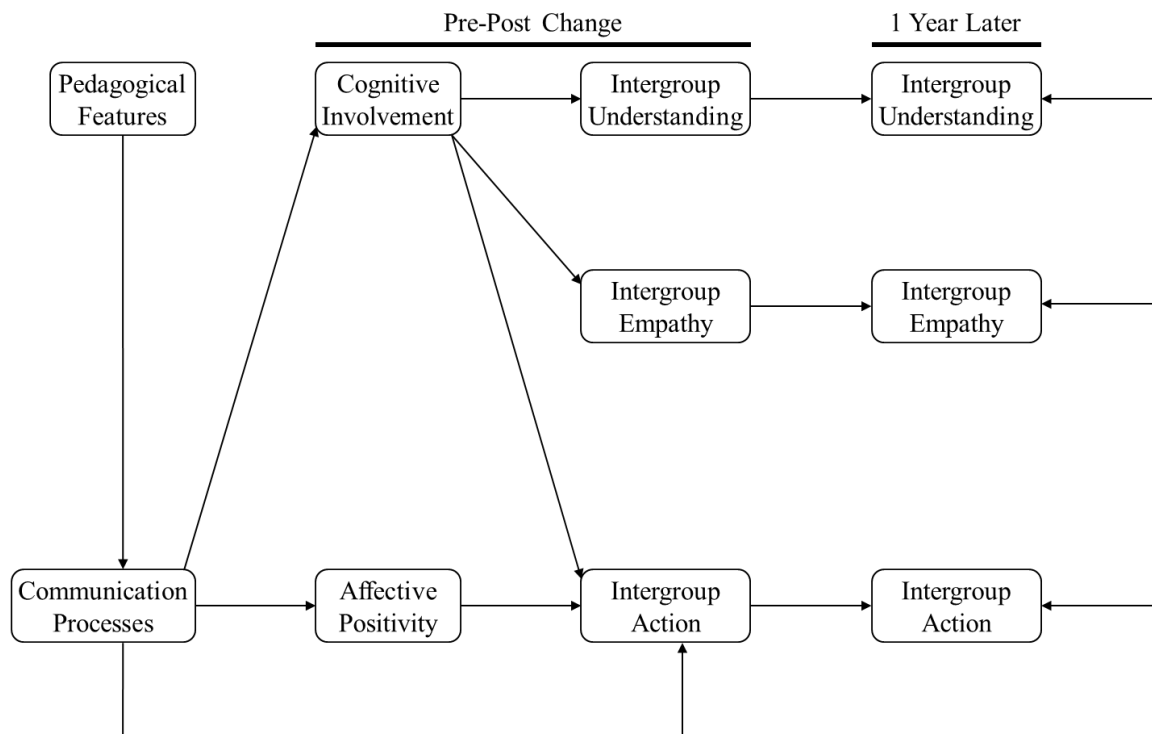 Pre-Post Change
1 Year Later
Pedagogical
Features
Cognitive
Involvement
Intergroup
Understanding
Intergroup
Understanding
Intergroup
Empathy
Intergroup
Empathy
Communication
Processes
Affective
Positivity
Intergroup
Action
Intergroup
Action